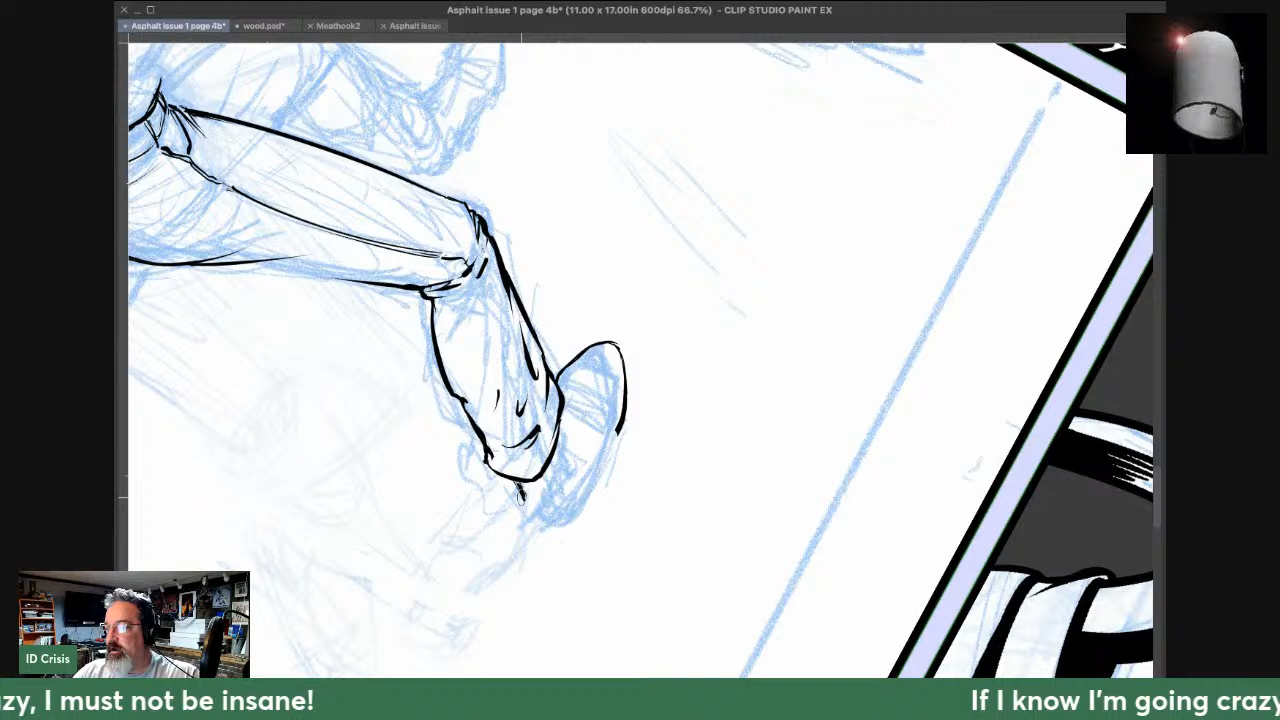 Asphalt issue 1 page 4b* (11.00 x 17.00in 600dpi 66.7%) - CLIP STUDIO PAINT EX
Asphalt issue 1 page 4b* wood.psd* Meathook2 Asphalt issue
ID Crisis
zy, I must not be insane! If I know I'm going crazy